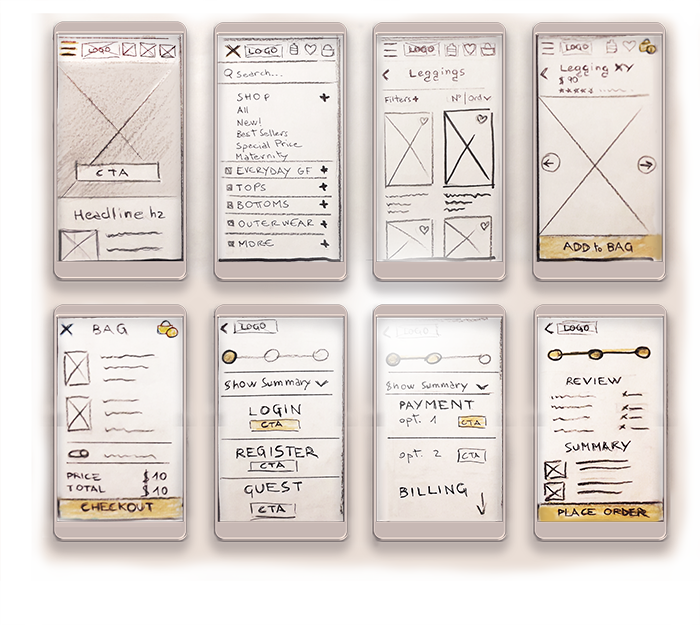 LOGO
CTA
Headline h2
LOGO
Search...
SHOP +
All
New!
Best Sellers
Special Price
Maternity
EVERYDAY GF +
TOPS +
BOTTOMS +
OUTERWEAR +
MORE +
LOGO
Leggings
Filters+ N° | Ord
LOGO
Legging XY
$90
ADD to BAG
BAG
PRICE $10
TOTAL $10
CHECKOUT
LOGO
Show Summary
LOGIN
CTA
REGISTER
CTA
GUEST
CTA
LOGO
Show Summary
PAYMENT
opt. 1 CTA
opt. 2 CTA
BILLING
LOGO
REVIEW
SUMMARY
PLACE ORDER